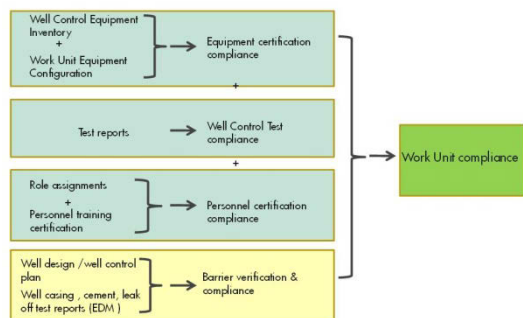 Well Control Equipment
Inventory
+
Work Unit Equipment
Configuration
Equipment certification
compliance
+
Test reports
Well Control Test
compliance
+
Role assignments
+
Personnel training
certification
Personnel certification
compliance
Well design /well control
plan
Well casing , cement, leak
off test reports (EDM )
Barrier verification &
compliance
Work Unit compliance